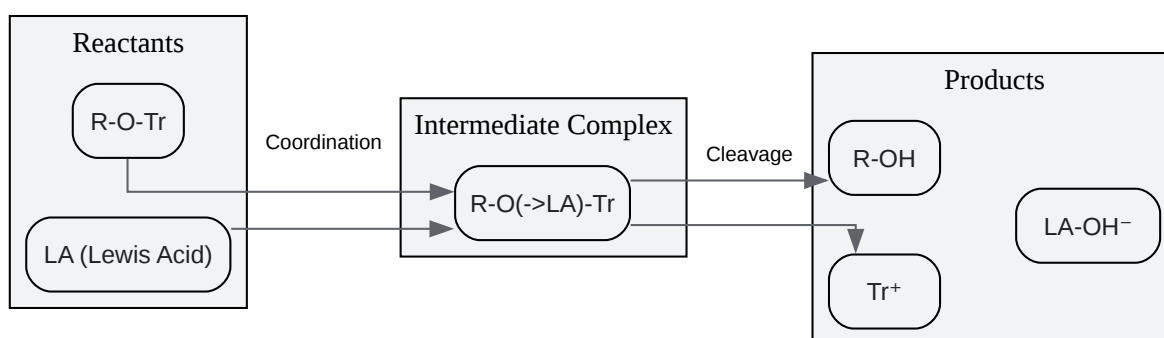 Reactants
R-O-Tr
LA (Lewis Acid)
Coordination
Intermediate Complex
R-O(->LA)-Tr
Cleavage
Products
R-OH
LA-OH⁻
Tr⁺